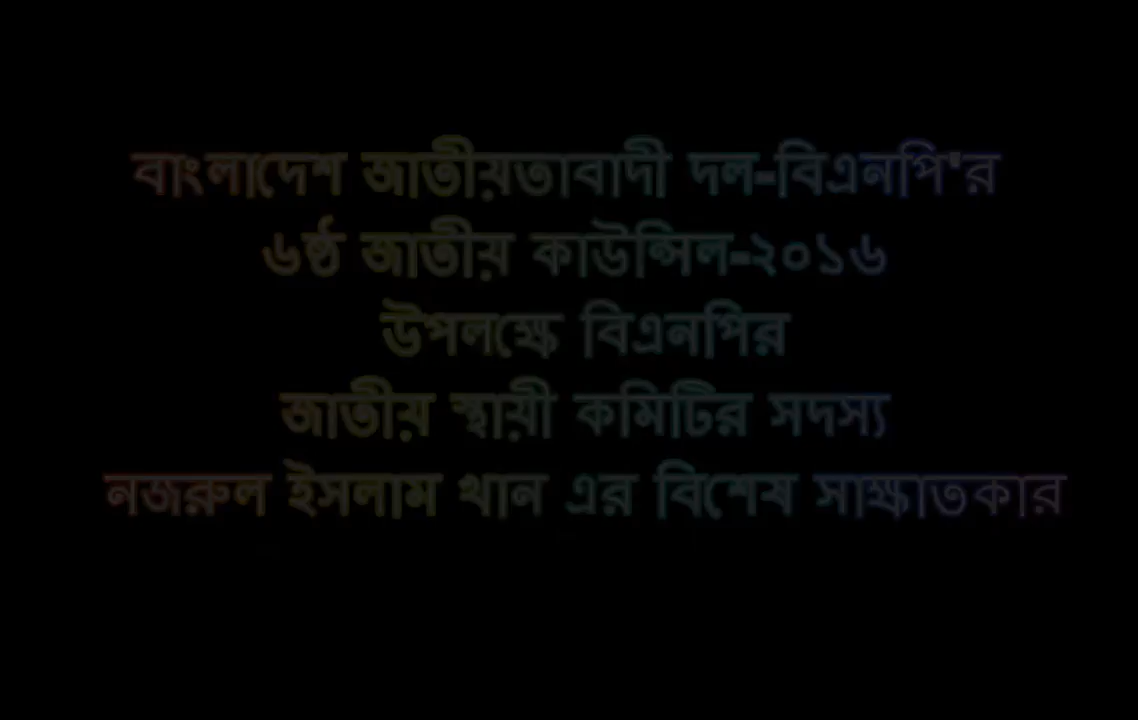 বাংলাদেশ জাতীয়তাবাদী দল-বিএনপি'র
৬ষ্ঠ জাতীয় কাউন্সিল-২০১৬
উপলক্ষে বিএনপির
জাতীয় স্থায়ী কমিটির সদস্য
নজরুল ইসলাম খান এর বিশেষ সাক্ষাতকার